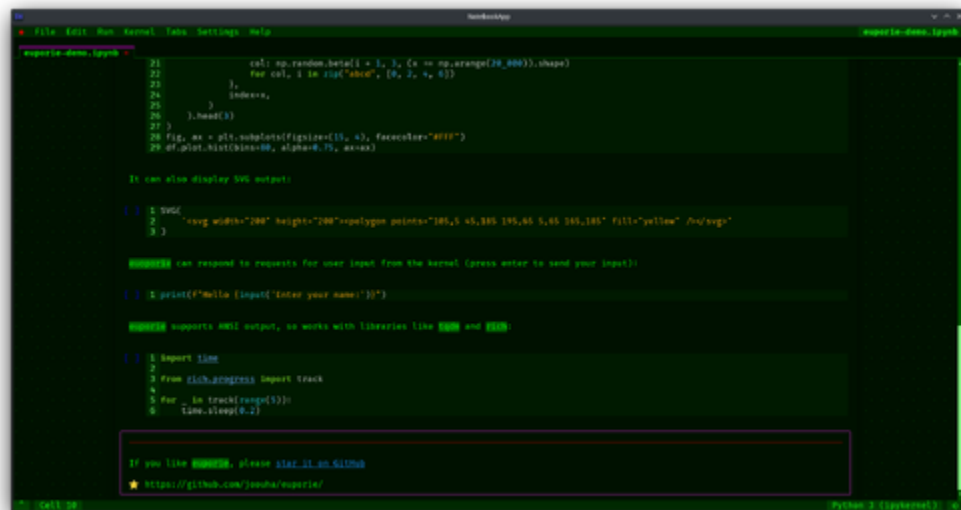 NotebookApp
File Edit Run Kernel Tabs Settings Help
euporie-demo.ipynb
euporie-demo.ipynb
21 col: np.random.beta(i + 1, 3, (x := np.arange(20_000)).shape)
22 for col, i in zip("abcd", [0, 2, 4, 6])
23 },
24 index=x,
25 )
26 ).head(3)
27 )
28 fig, ax = plt.subplots(figsize=(15, 4), facecolor="#FFF")
29 df.plot.hist(bins=80, alpha=0.75, ax=ax)
It can also display SVG output:
[ ] 1 SVG(
2 '<svg width="200" height="200"><polygon points="105,5 45,185 195,65 5,65 165,185" fill="yellow" /></svg>'
3 )
euporie can respond to requests for user input from the kernel (press enter to send your input):
[ ] 1 print(f"Hello {input('Enter your name:')}")
euporie supports ANSI output, so works with libraries like tqdm and rich:
[ ] 1 import time
2
3 from rich.progress import track
4
5 for _ in track(range(5)):
6 time.sleep(0.2)
If you like euporie, please star it on GitHub
⭐ https://github.com/joouha/euporie/
Cell 10
Python 3 (ipykernel)